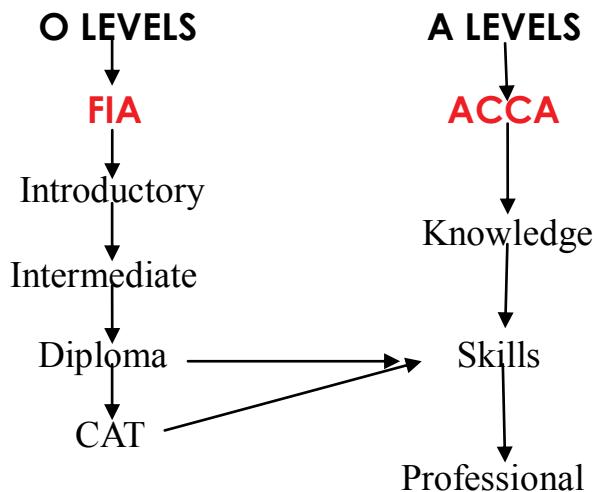 O LEVELS
FIA
Introductory
Intermediate
Diploma
CAT
A LEVELS
ACCA
Knowledge
Skills
Professional